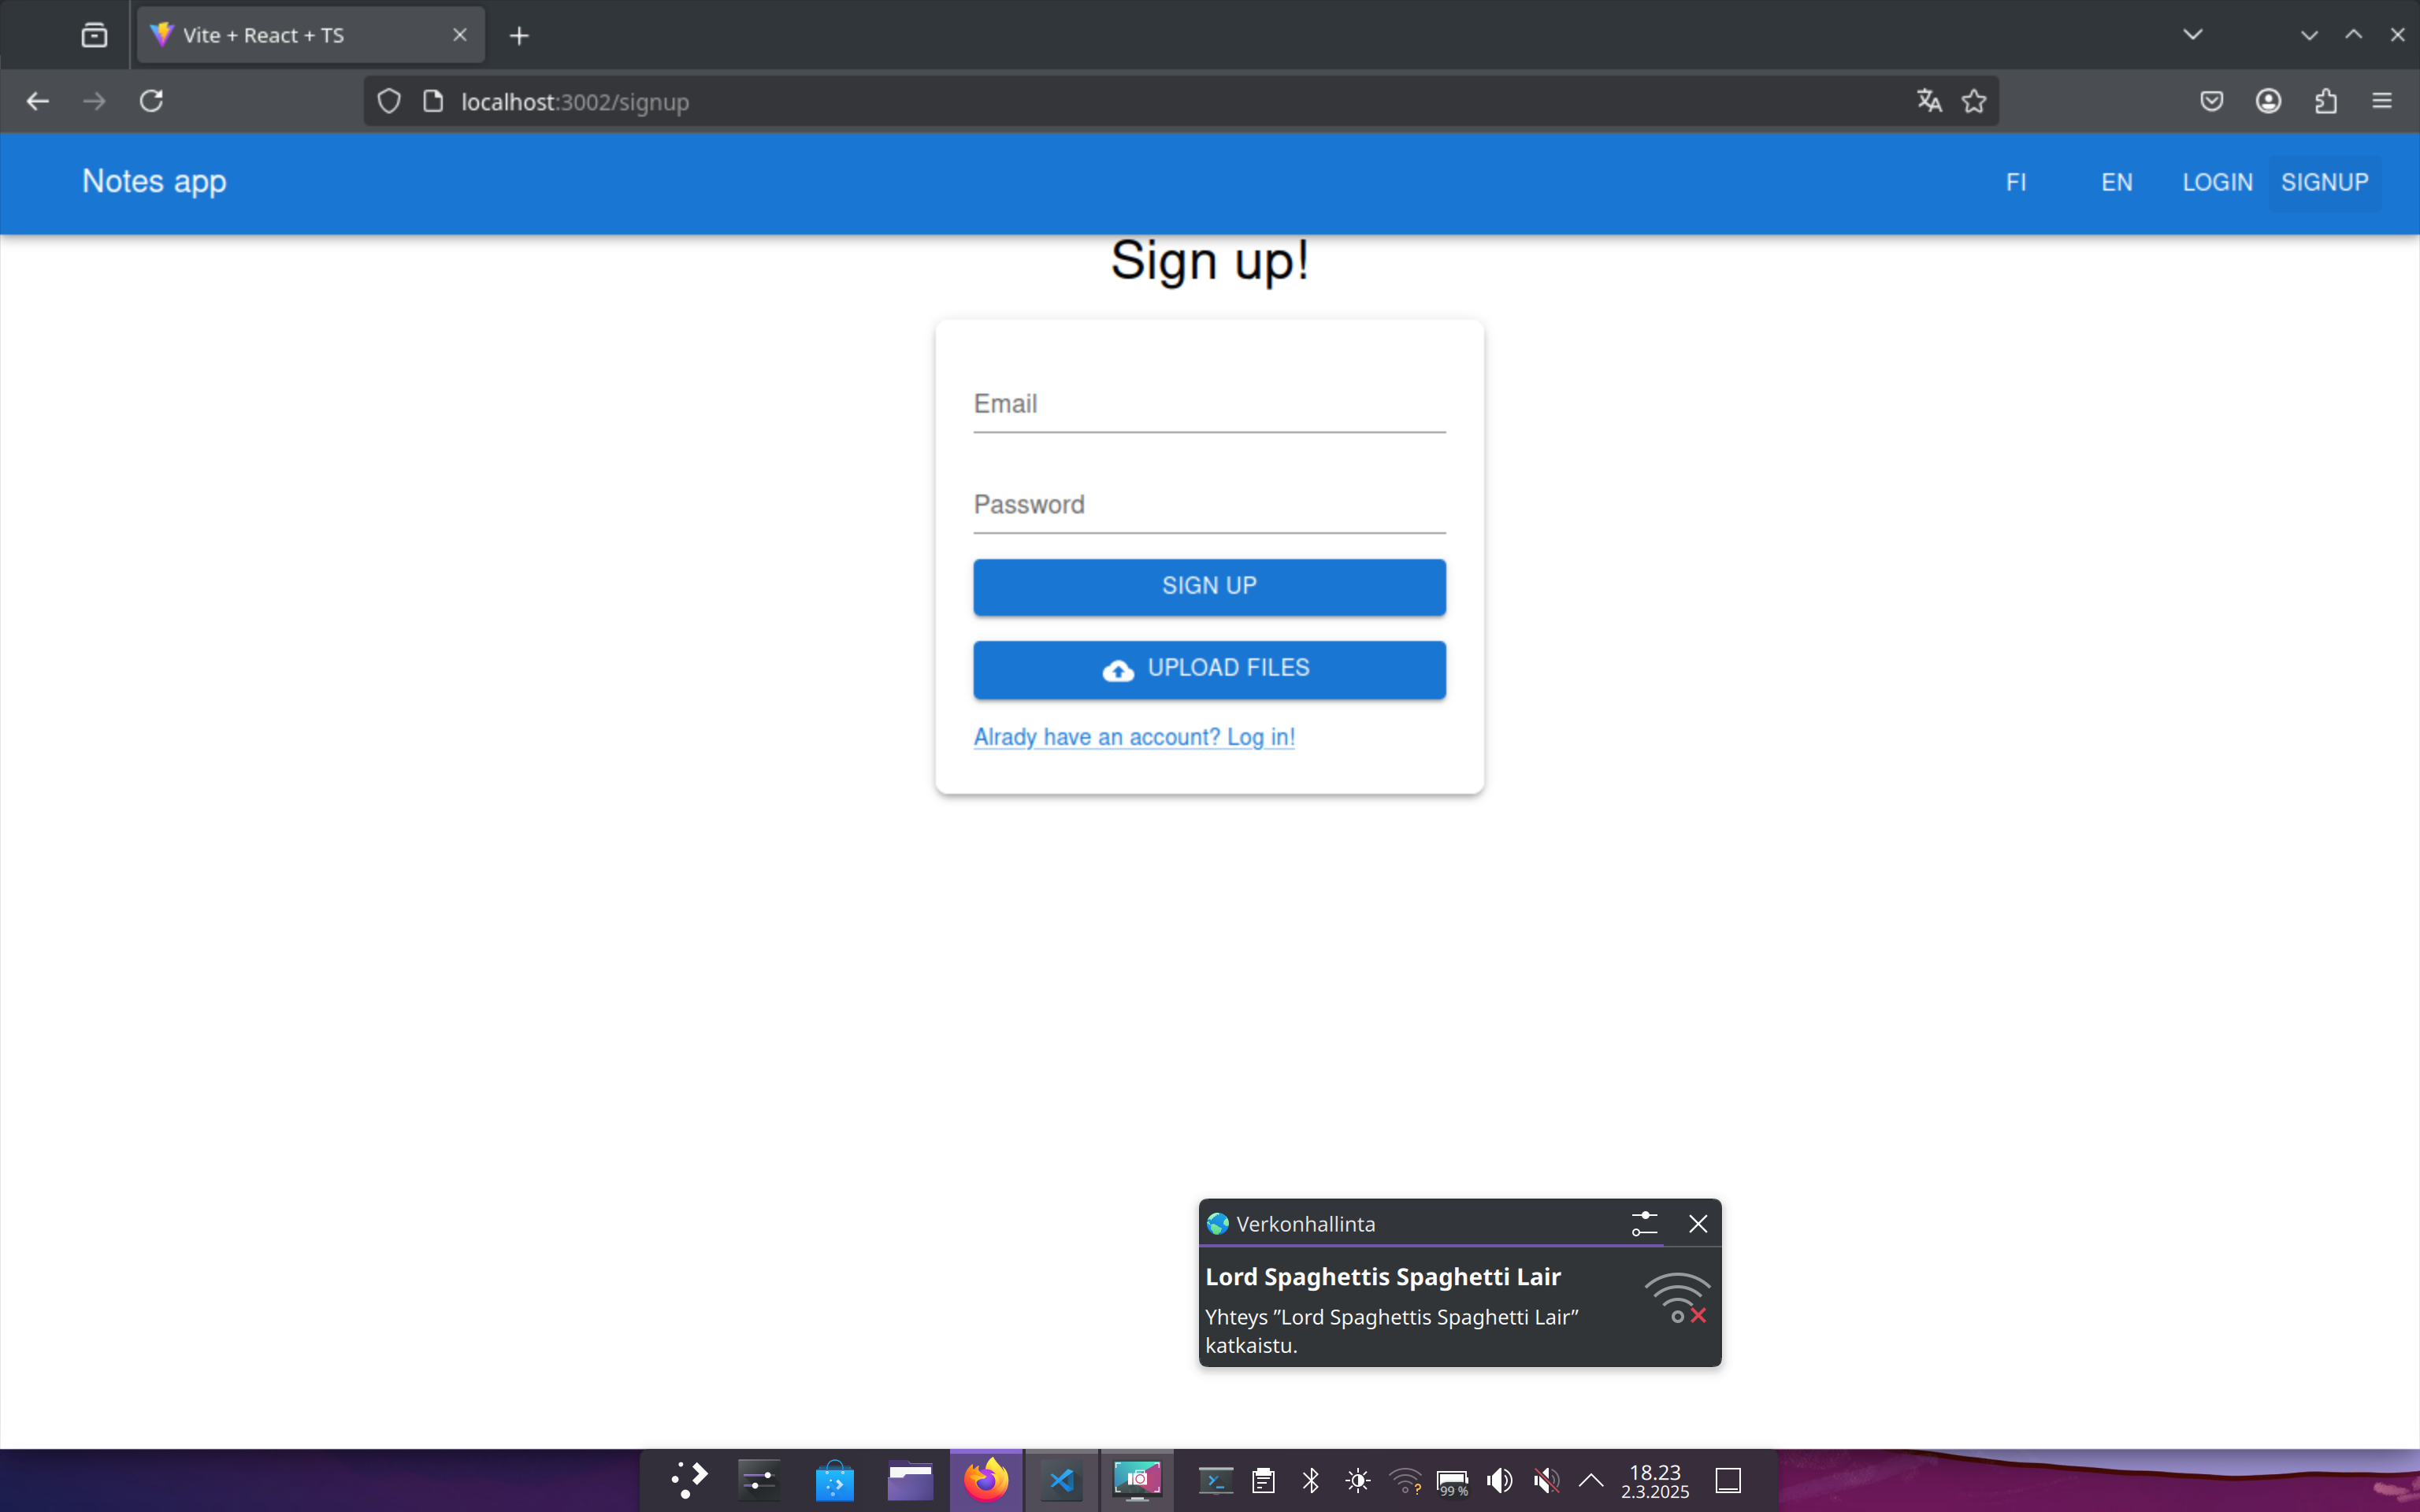 Vite + React + TS
localhost:3002/signup
Notes app
FI
EN
LOGIN
SIGNUP
Sign up!
Email
Password
SIGN UP
UPLOAD FILES
Alrady have an account? Log in!
Verkonhallinta
Lord Spaghettis Spaghetti Lair
Yhteys ”Lord Spaghettis Spaghetti Lair”
katkaistu.
99 %
18.23
2.3.2025